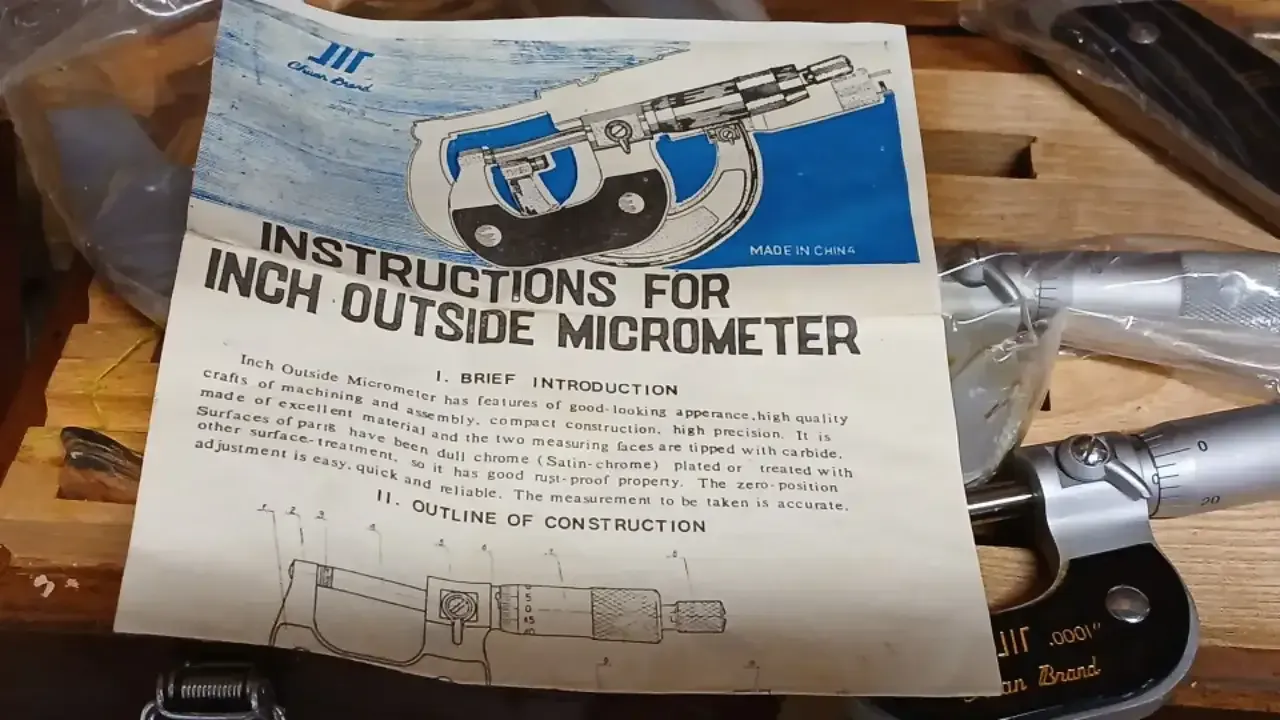 Chuan Brand
MADE IN CHINA
INSTRUCTIONS FOR
INCH OUTSIDE MICROMETER
I. BRIEF INTRODUCTION
Inch Outside Micrometer has features of good-looking apperance, high quality
crafts of machining and assembly, compact construction, high precision. It is
made of excellent material and the two measuring faces are tipped with carbide.
Surfaces of parts have been dull chrome (Satin-chrome) plated or treated with
other surface-treatment, so it has good rust-proof property. The zero-position
adjustment is easy, quick and reliable. The measurement to be taken is accurate.
II. OUTLINE OF CONSTRUCTION
1 2 3 4
5
0
15
0
20
.0001"
an Brand